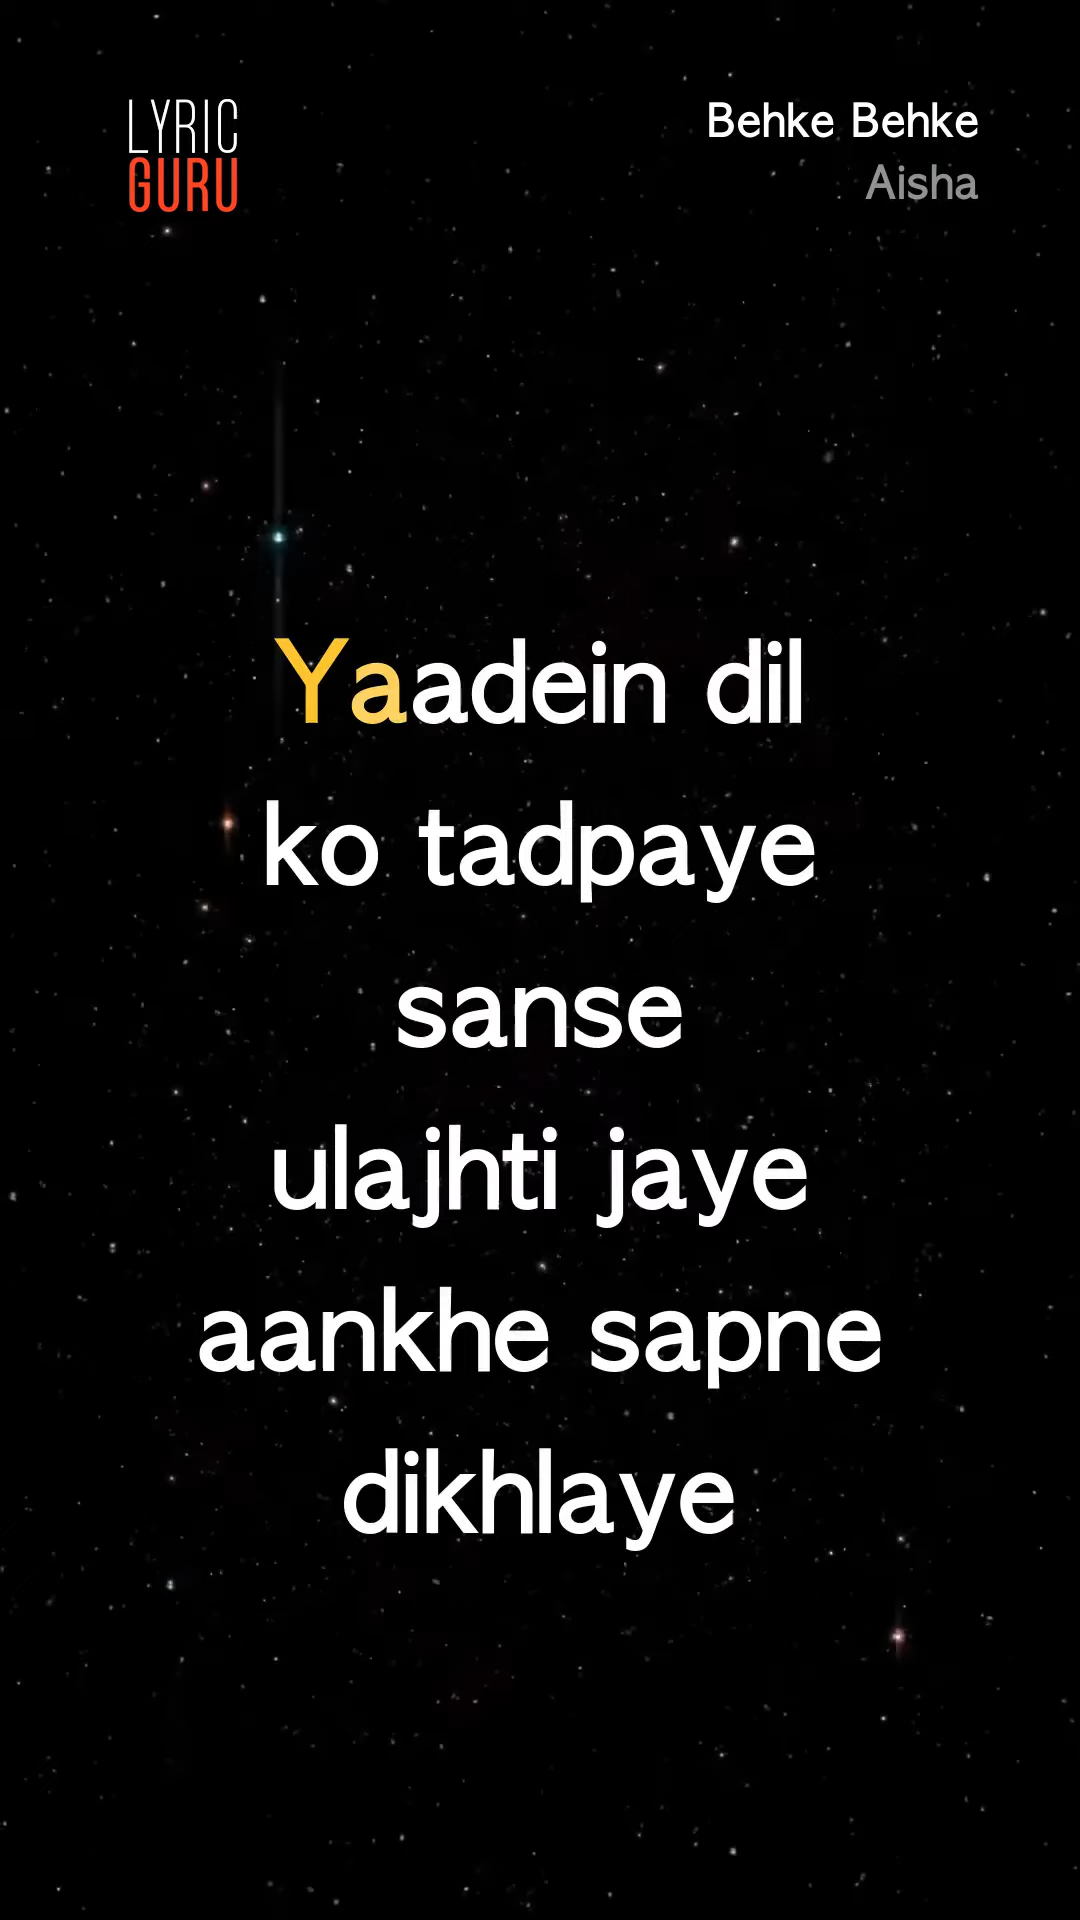 LYRIC
GURU
Behke Behke
Aisha
Yaadein dil
ko tadpaye
sanse
ulajhti jaye
aankhe sapne
dikhlaye